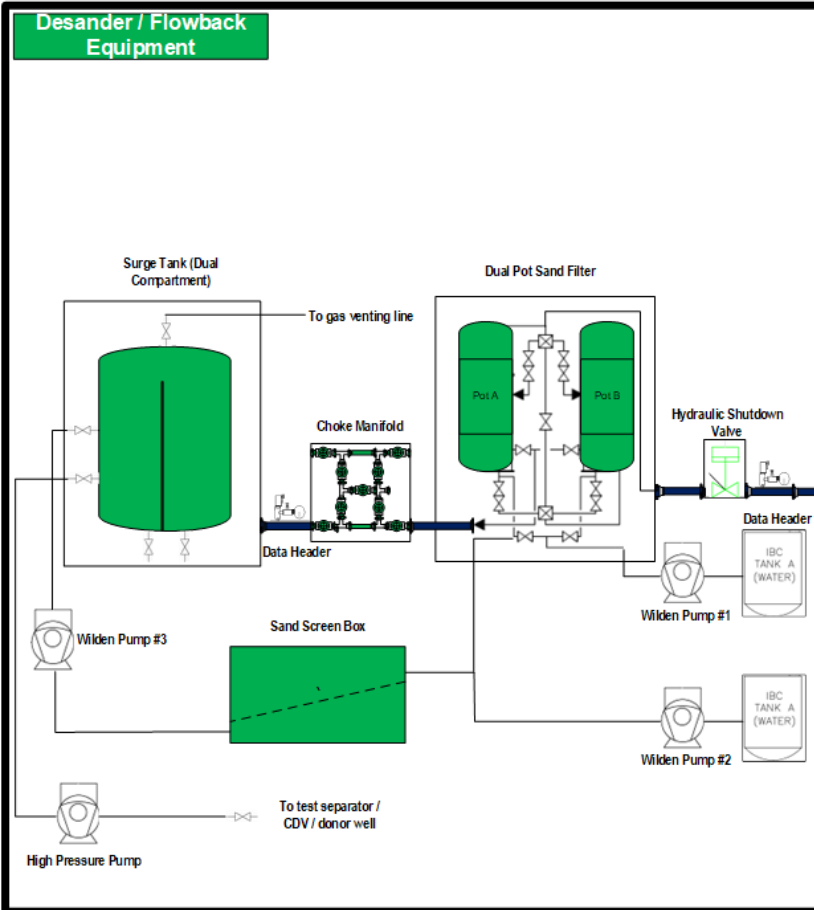 Desander / Flowback
Equipment
Surge Tank (Dual
Compartment)
To gas venting line
Dual Pot Sand Filter
Pot A
Pot B
Choke Manifold
Hydraulic Shutdown
Valve
Data Header
Data Header
IBC
TANK A
(WATER)
Wilden Pump #1
Wilden Pump #3
Sand Screen Box
IBC
TANK A
(WATER)
Wilden Pump #2
To test separator /
CDV / donor well
High Pressure Pump